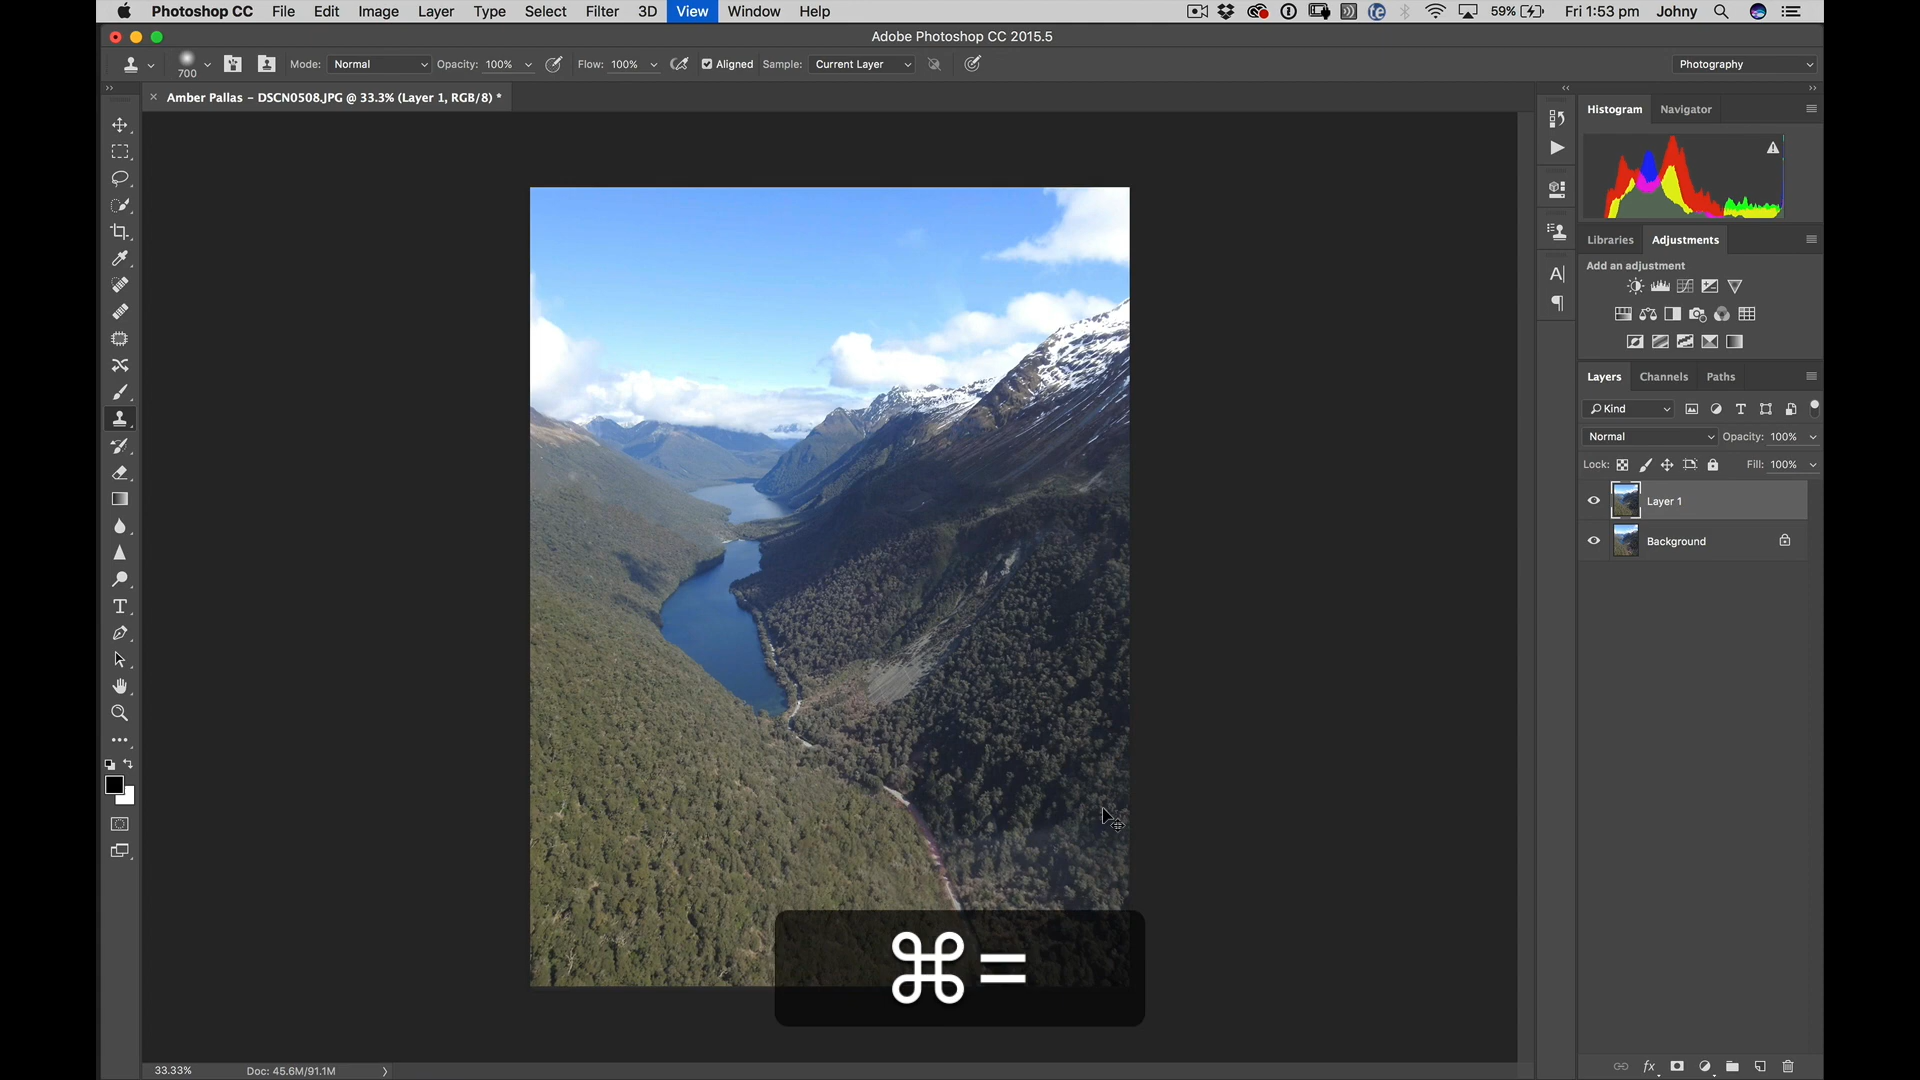 Photoshop CC File Edit Image Layer Type Select Filter 3D View Window Help 59% Fri 1:53 pm Johny
Adobe Photoshop CC 2015.5
700 Mode: Normal Opacity: 100% Flow: 100% Aligned Sample: Current Layer Photography
Amber Pallas – DSCN0508.JPG @ 33.3% (Layer 1, RGB/8) *
Histogram Navigator
Libraries Adjustments
Add an adjustment
Layers Channels Paths
Kind
Normal Opacity: 100%
Lock: Fill: 100%
Layer 1
Background
⌘=
33.33% Doc: 45.6M/91.1M